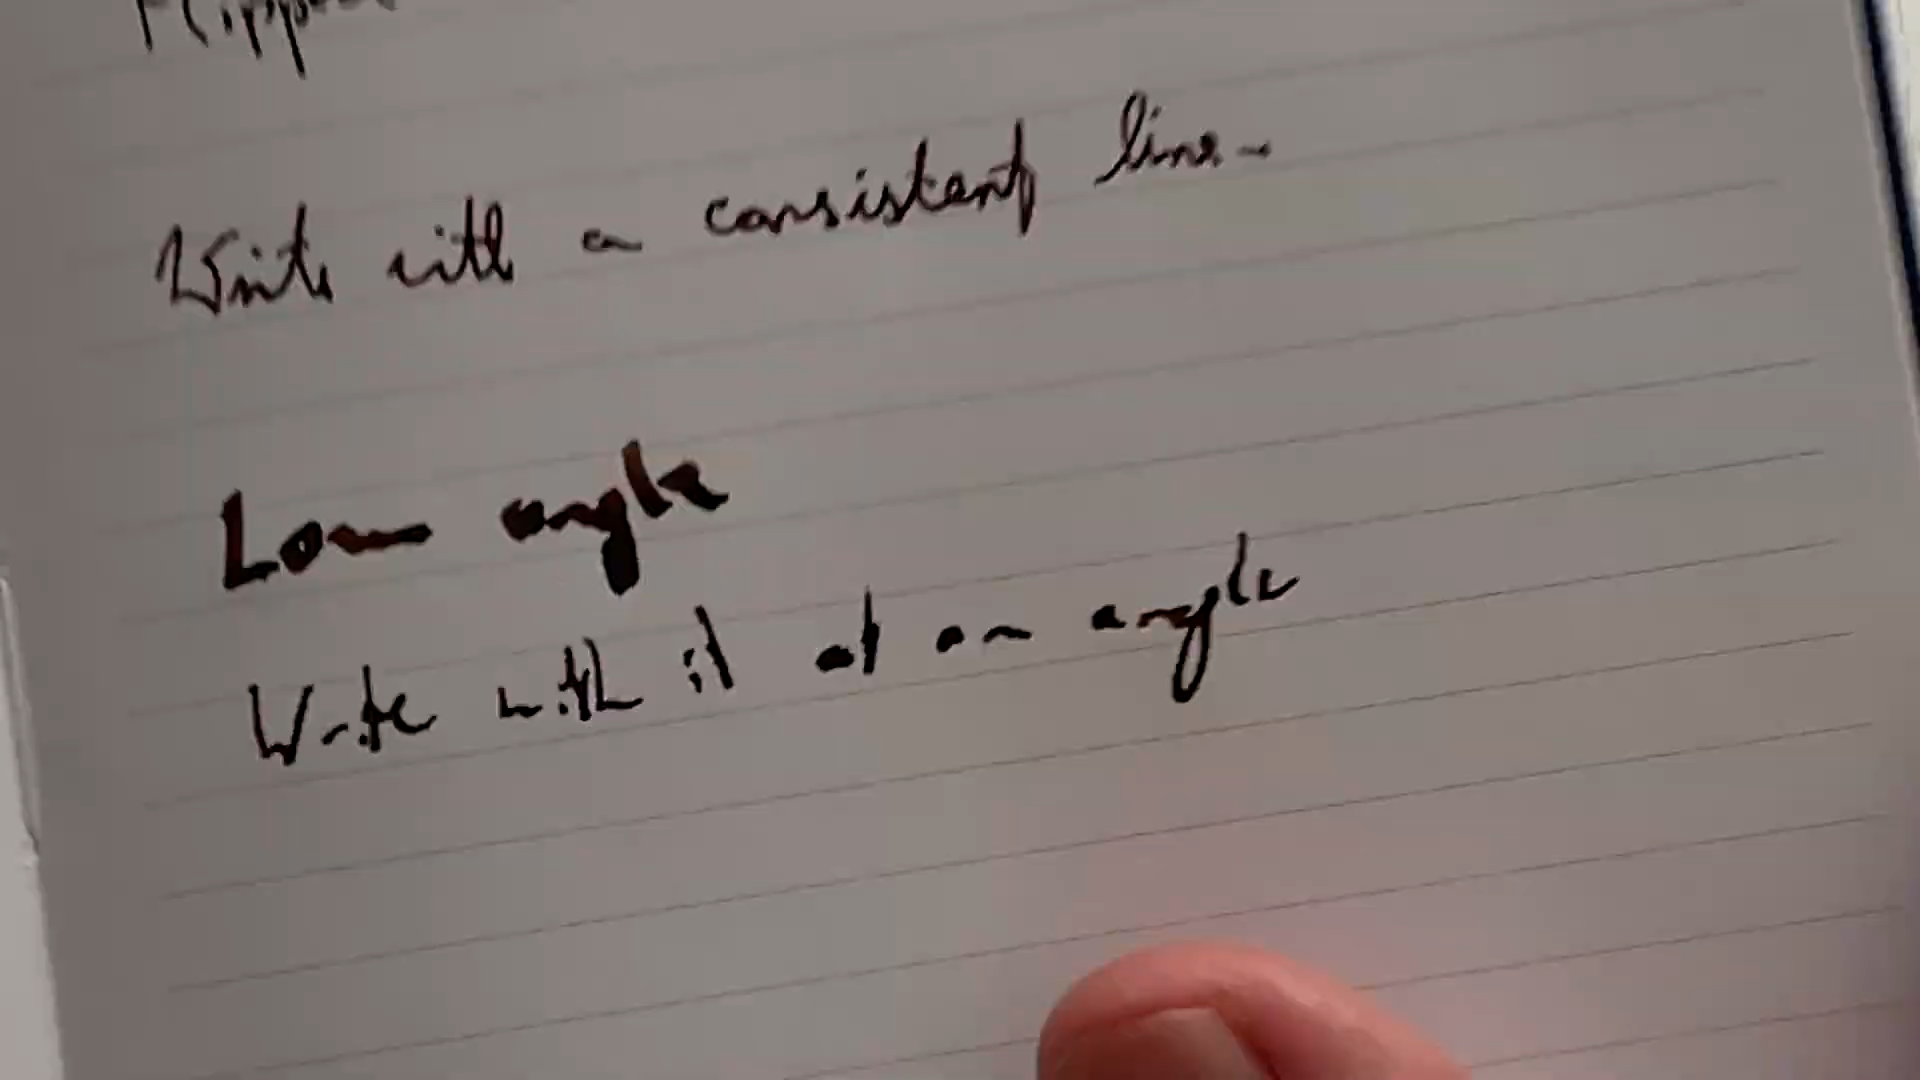 Write with a consistent line.
Low angle
Write with it at an angle